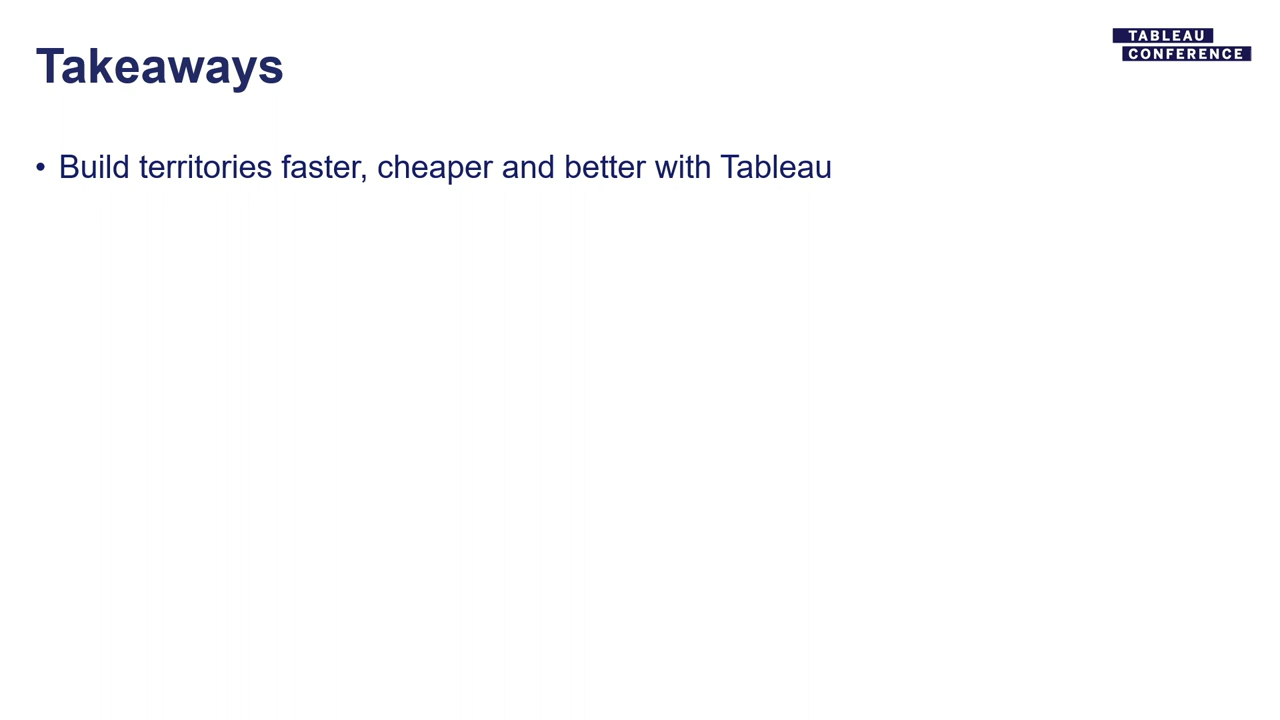 Takeaways
TABLEAU
CONFERENCE
• Build territories faster, cheaper and better with Tableau